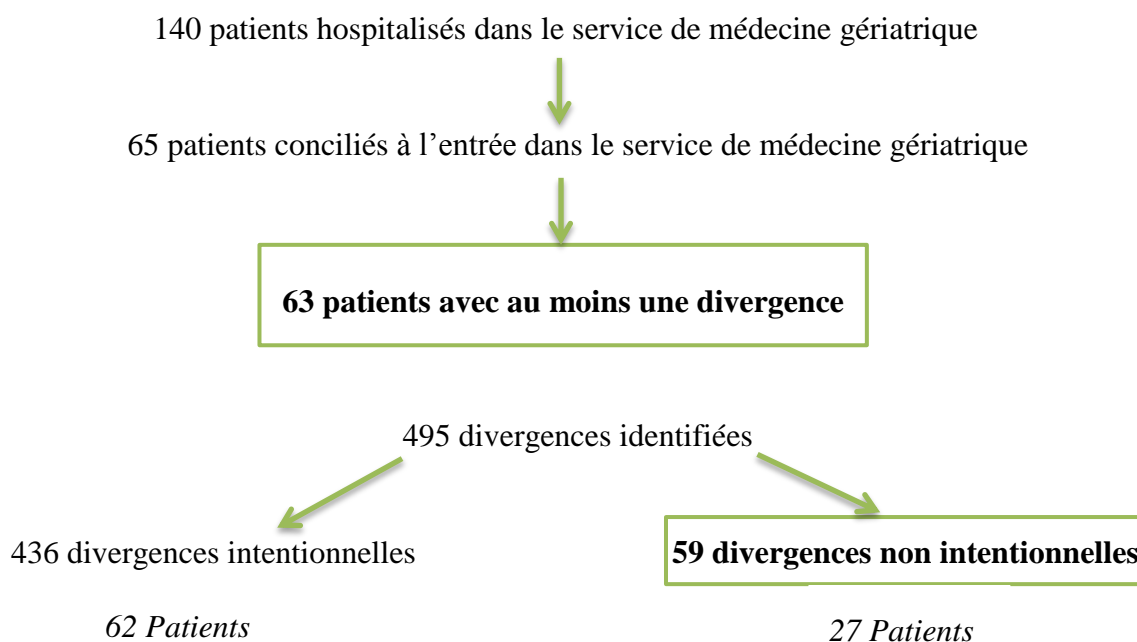 140 patients hospitalisés dans le service de médecine gériatrique
65 patients conciliés à l’entrée dans le service de médecine gériatrique
63 patients avec au moins une divergence
495 divergences identifiées
436 divergences intentionnelles
59 divergences non intentionnelles
62 Patients
27 Patients